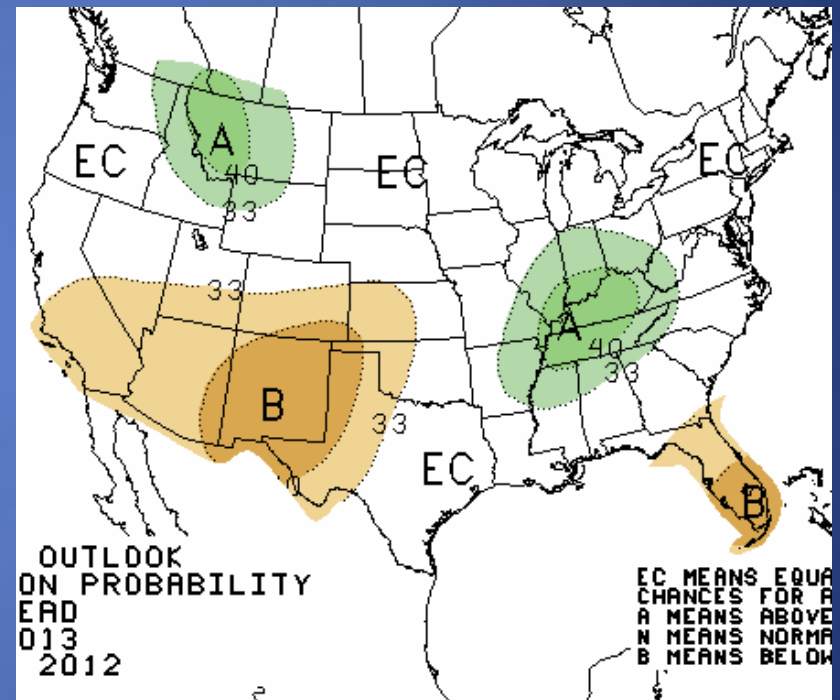 A
EC
EC
EC
40
33
33
A
40
33
B
33
EC
B
OUTLOOK
ON PROBABILITY
EAD
013
2012
EC MEANS EQUA
CHANCES FOR A
A MEANS ABOVE
N MEANS NORMA
B MEANS BELOW